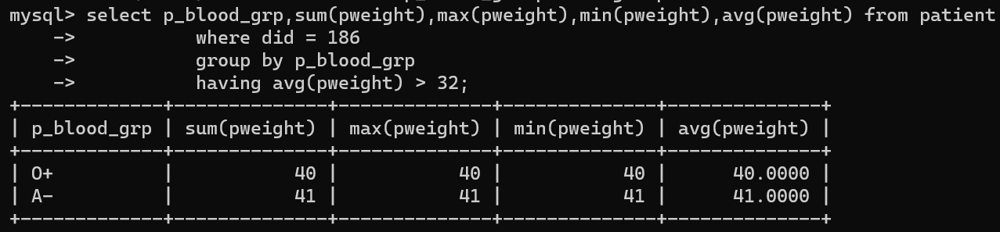 mysql> select p_blood_grp,sum(pweight),max(pweight),min(pweight),avg(pweight) from patient
    ->           where did = 186
    ->           group by p_blood_grp
    ->           having avg(pweight) > 32;
+-------------+--------------+--------------+--------------+--------------+
| p_blood_grp | sum(pweight) | max(pweight) | min(pweight) | avg(pweight) |
+-------------+--------------+--------------+--------------+--------------+
| O+          |           40 |           40 |           40 |      40.0000 |
| A-          |           41 |           41 |           41 |      41.0000 |
+-------------+--------------+--------------+--------------+--------------+